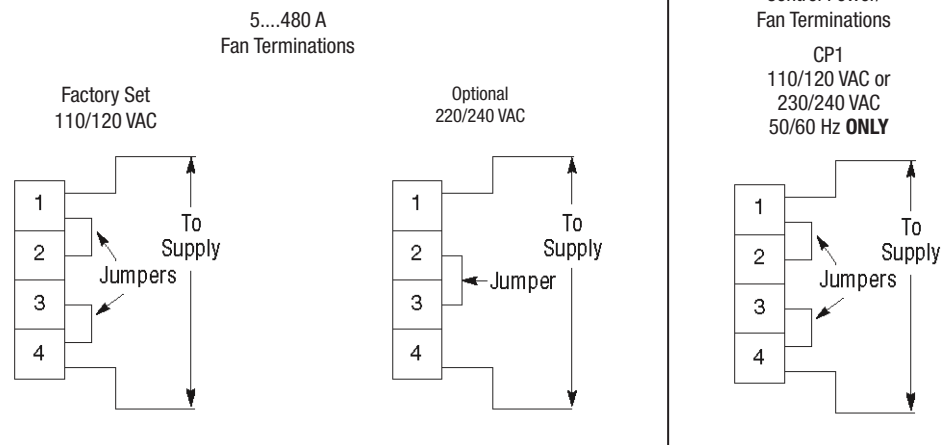 5....480 A
Fan Terminations
Factory Set
110/120 VAC
1
2
3
4
Jumpers
To
Supply
Optional
220/240 VAC
1
2
3
4
Jumper
To
Supply
Fan Terminations
CP1
110/120 VAC or
230/240 VAC
50/60 Hz ONLY
1
2
3
4
Jumpers
To
Supply